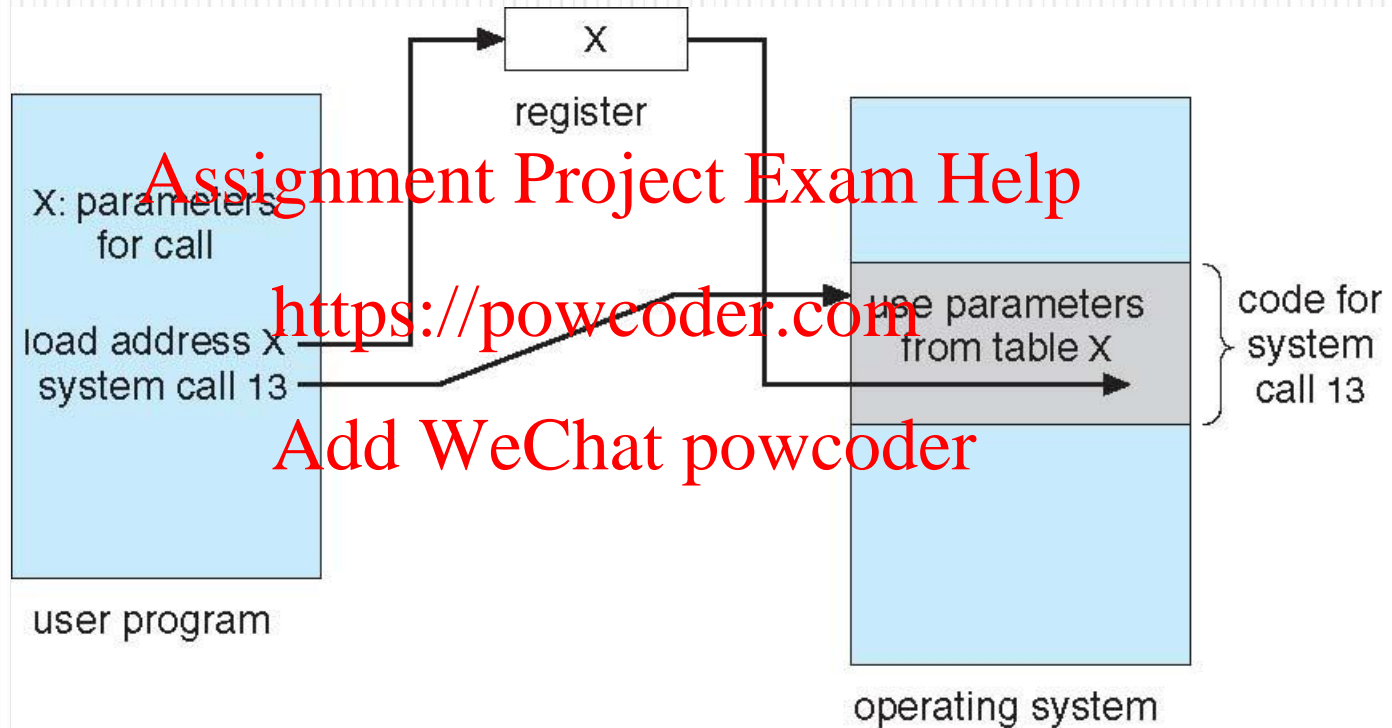 X
register
Assignment Project Exam Help
X: parameters
for call
https://powcoder.com
use parameters
from table X
code for
system
call 13
load address X
system call 13
Add WeChat powcoder
user program
operating system